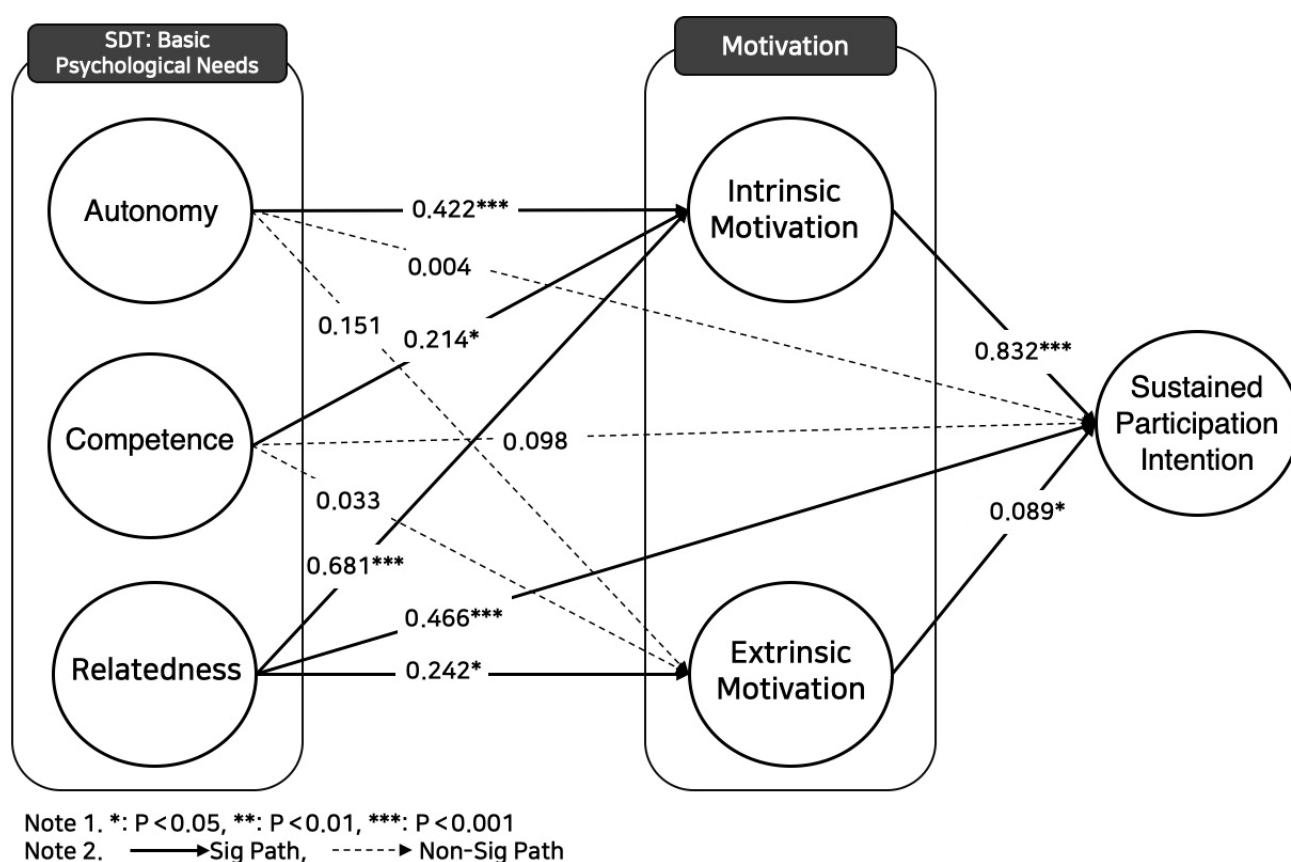 SDT: Basic
Psychological Needs
Motivation
Autonomy
0.422***
Intrinsic
Motivation
0.004
0.151
0.214*
0.832***
Competence
0.098
Sustained
Participation
Intention
0.033
0.089*
0.681***
0.466***
Relatedness
0.242*
Extrinsic
Motivation
Note 1. *: P<0.05, **: P<0.01, ***: P<0.001
Note 2. Sig Path, Non-Sig Path